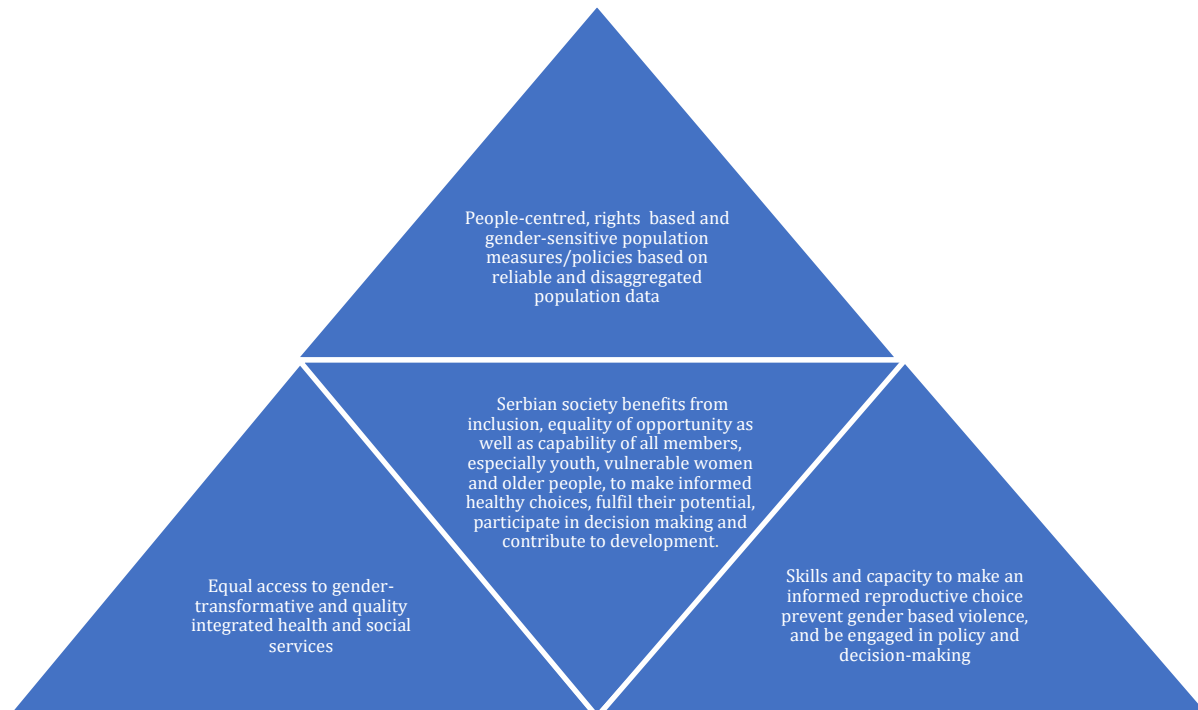 People-centred, rights  based and
gender-sensitive population
measures/policies based on
reliable and disaggregated
population data
Serbian society benefits from
inclusion, equality of opportunity as
well as capability of all members,
especially youth, vulnerable women
and older people, to make informed
healthy choices, fulfil their potential,
participate in decision making and
contribute to development.
Equal access to gender-
transformative and quality
integrated health and social
services
Skills and capacity to make an
informed reproductive choice
prevent gender based violence,
and be engaged in policy and
decision-making